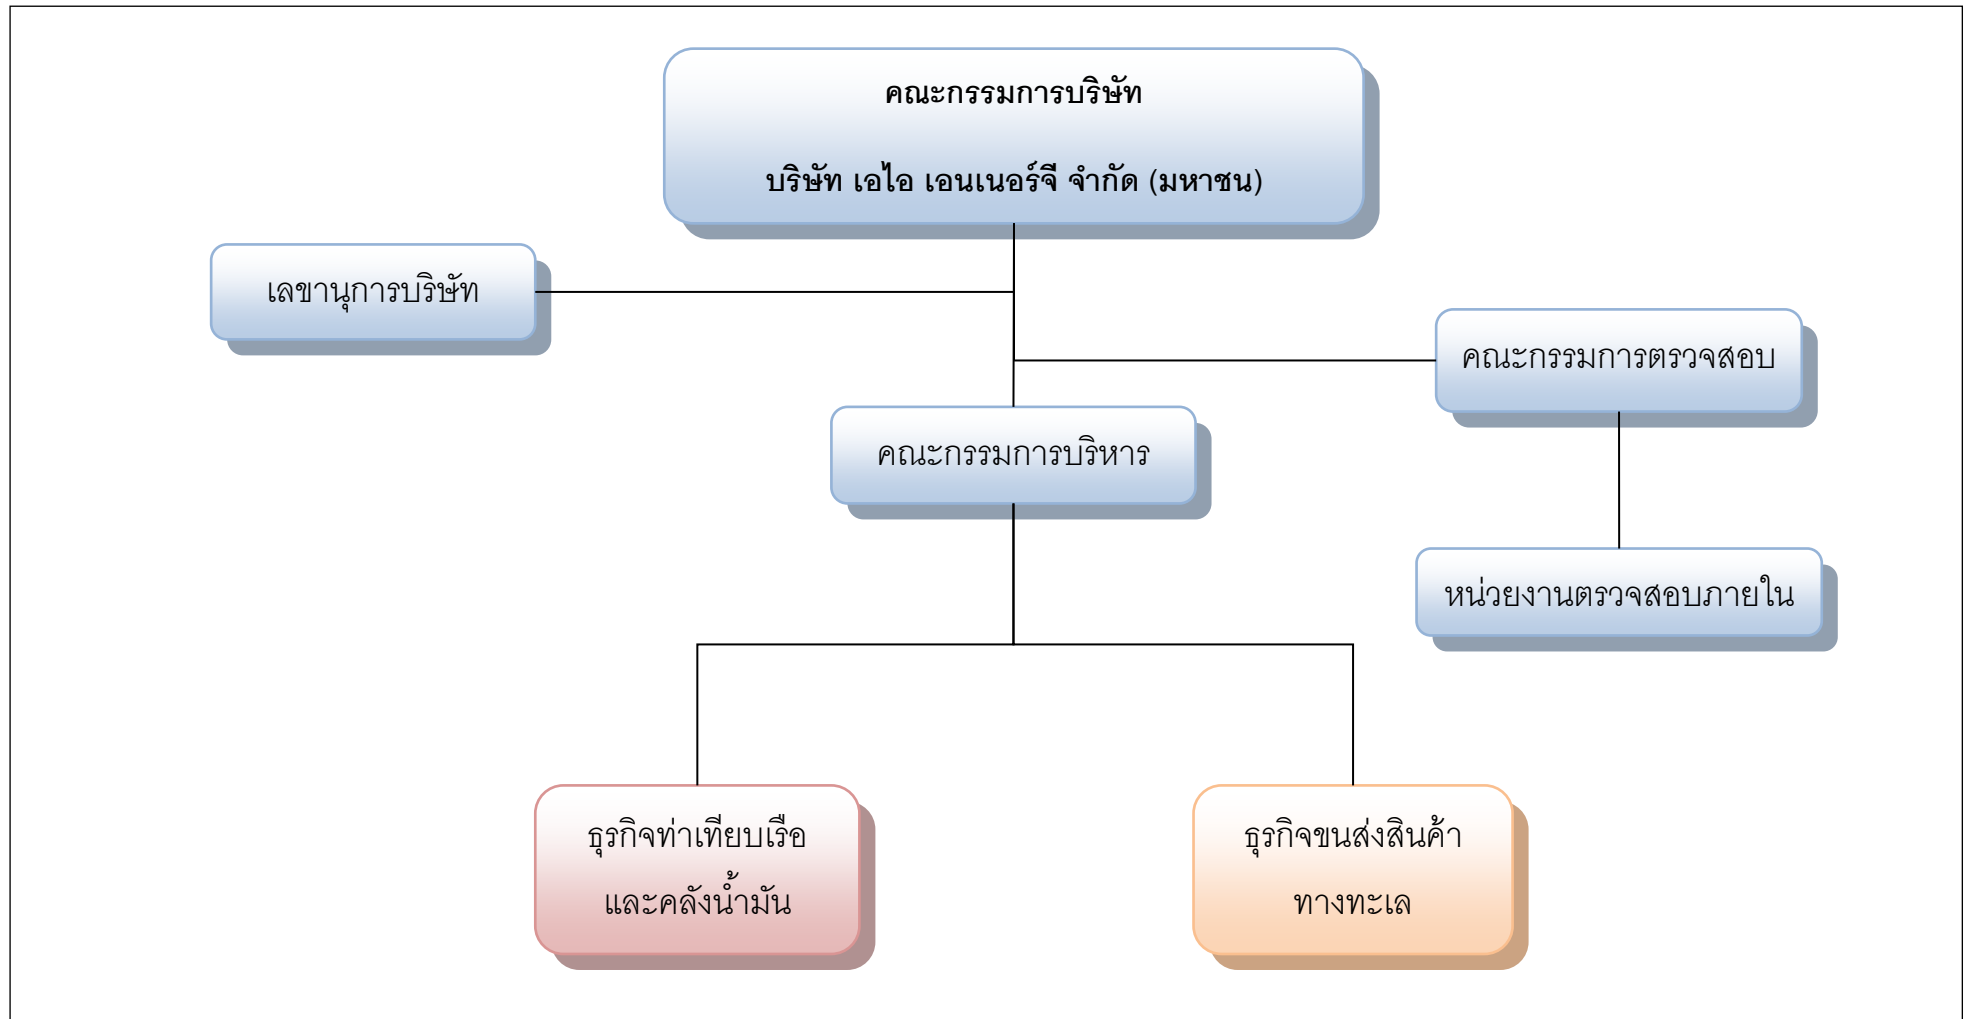 คณะกรรมการบริษัท
บริษัท เอไอ เอนเนอร์จี จำกัด (มหาชน)
เลขานุการบริษัท
คณะกรรมการตรวจสอบ
คณะกรรมการบริหาร
หน่วยงานตรวจสอบภายใน
ธุรกิจท่าเทียบเรือ
และคลังน้ำมัน
ธุรกิจขนส่งสินค้า
ทางทะเล